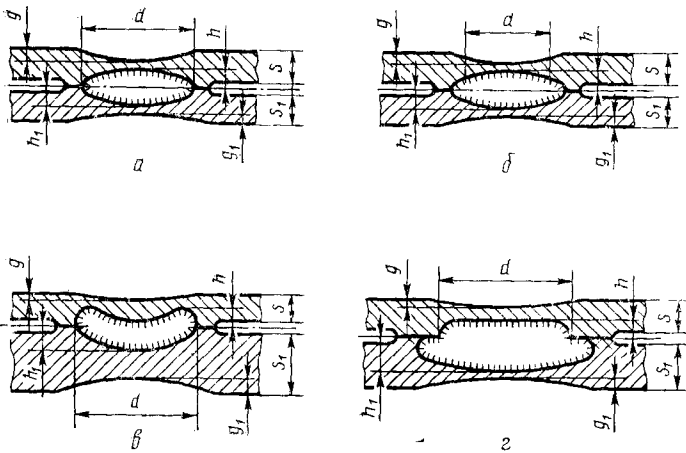 g d h S
h₁ S₁ g₁
а
g d h S
h₁ S₁ g₁
б
g h S
h₁ d S₁ g₁
в
g d h S
h₁ S₁ g₁
г